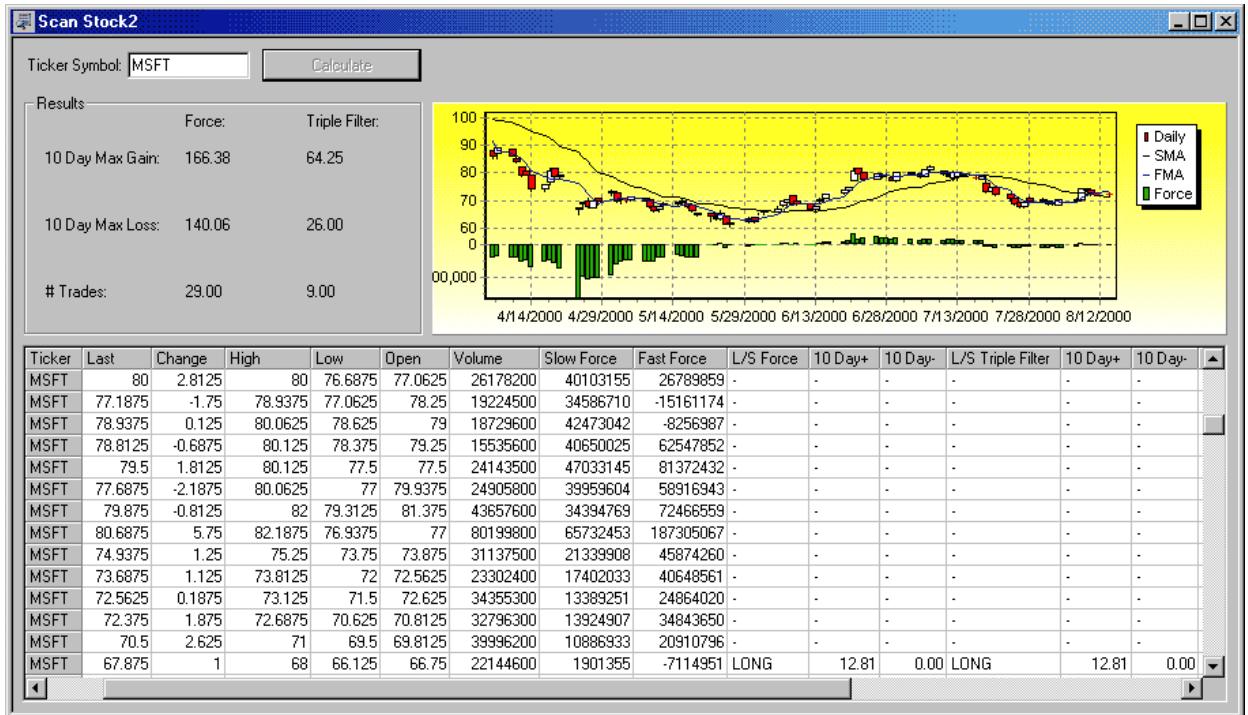 Scan Stock2
Ticker Symbol: MSFT Calculate
Results
Force: Triple Filter:
10 Day Max Gain: 166.38 64.25
10 Day Max Loss: 140.06 26.00
# Trades: 29.00 9.00
100
90
80
70
60
0
00,000
4/14/2000 4/29/2000 5/14/2000 5/29/2000 6/13/2000 6/28/2000 7/13/2000 7/28/2000 8/12/2000
Daily
SMA
FMA
Force
Ticker Last Change High Low Open Volume Slow Force Fast Force L/S Force 10 Day+ 10 Day- L/S Triple Filter 10 Day+ 10 Day-
MSFT 80 2.8125 80 76.6875 77.0625 26178200 40103155 26789859 - - - - - -
MSFT 77.1875 -1.75 78.9375 77.0625 78.25 19224500 34586710 -15161174 - - - - - -
MSFT 78.9375 0.125 80.0625 78.625 79 18729600 42473042 -8256987 - - - - - -
MSFT 78.8125 -0.6875 80.125 78.375 79.25 15535600 40650025 62547852 - - - - - -
MSFT 79.5 1.8125 80.125 77.5 77.5 24143500 47033145 81372432 - - - - - -
MSFT 77.6875 -2.1875 80.0625 77 79.9375 24905800 39959604 58916943 - - - - - -
MSFT 79.875 -0.8125 82 79.3125 81.375 43657600 34394769 72466559 - - - - - -
MSFT 80.6875 5.75 82.1875 76.9375 77 80199800 65732453 187305067 - - - - - -
MSFT 74.9375 1.25 75.25 73.75 73.875 31137500 21339908 45874260 - - - - - -
MSFT 73.6875 1.125 73.8125 72 72.5625 23302400 17402033 40648561 - - - - - -
MSFT 72.5625 0.1875 73.125 71.5 72.625 34355300 13389251 24864020 - - - - - -
MSFT 72.375 1.875 72.6875 70.625 70.8125 32796300 13924907 34843650 - - - - - -
MSFT 70.5 2.625 71 69.5 69.8125 39996200 10886933 20910796 - - - - - -
MSFT 67.875 1 68 66.125 66.75 22144600 1901355 -7114951 LONG 12.81 0.00 LONG 12.81 0.00